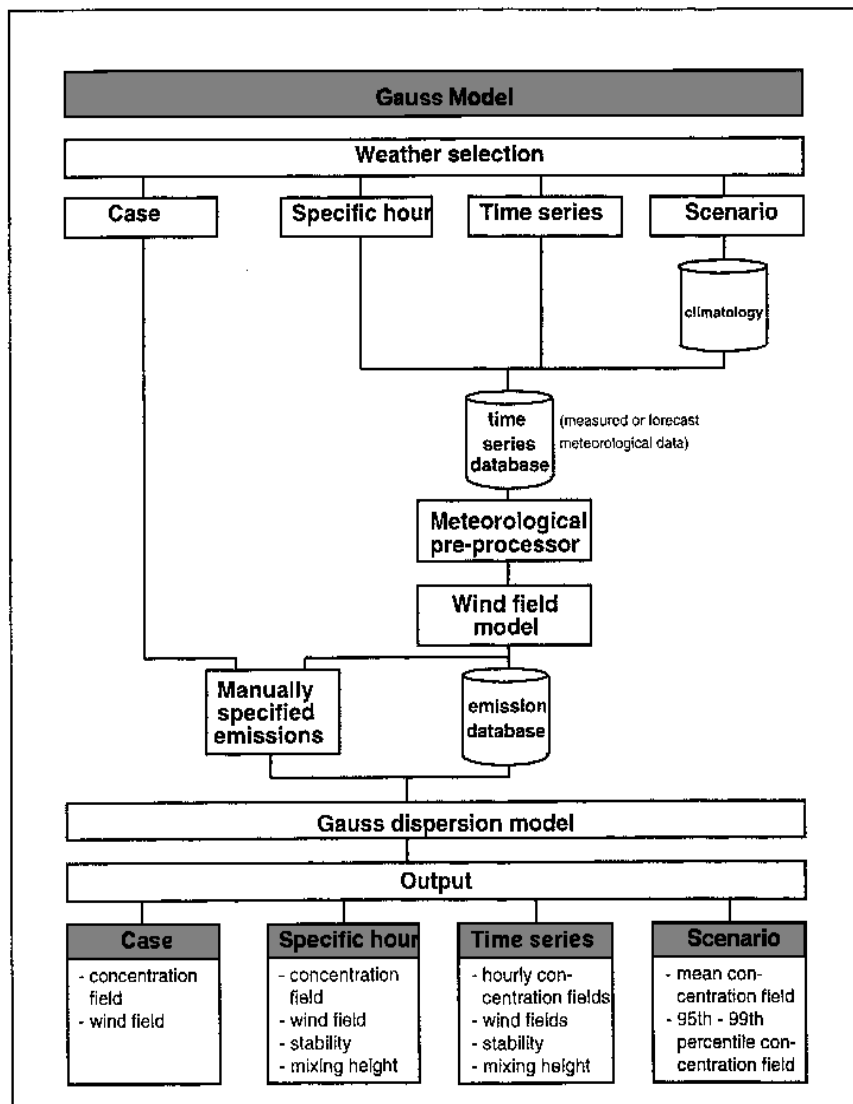 Gauss Model
Weather selection
Case
Specific hour
Time series
Scenario
climatology
time
series
database
(measured or forecast
meteorological data)
Meteorological
pre-processor
Wind field
model
Manually
specified
emissions
emission
database
Gauss dispersion model
Output
Case
- concentration
field
- wind field
Specific hour
- concentration
field
- wind field
- stability
- mixing height
Time series
- hourly con-
centration fields
- wind fields
- stability
- mixing height
Scenario
- mean con-
centration field
- 95th - 99th
percentile con-
centration field